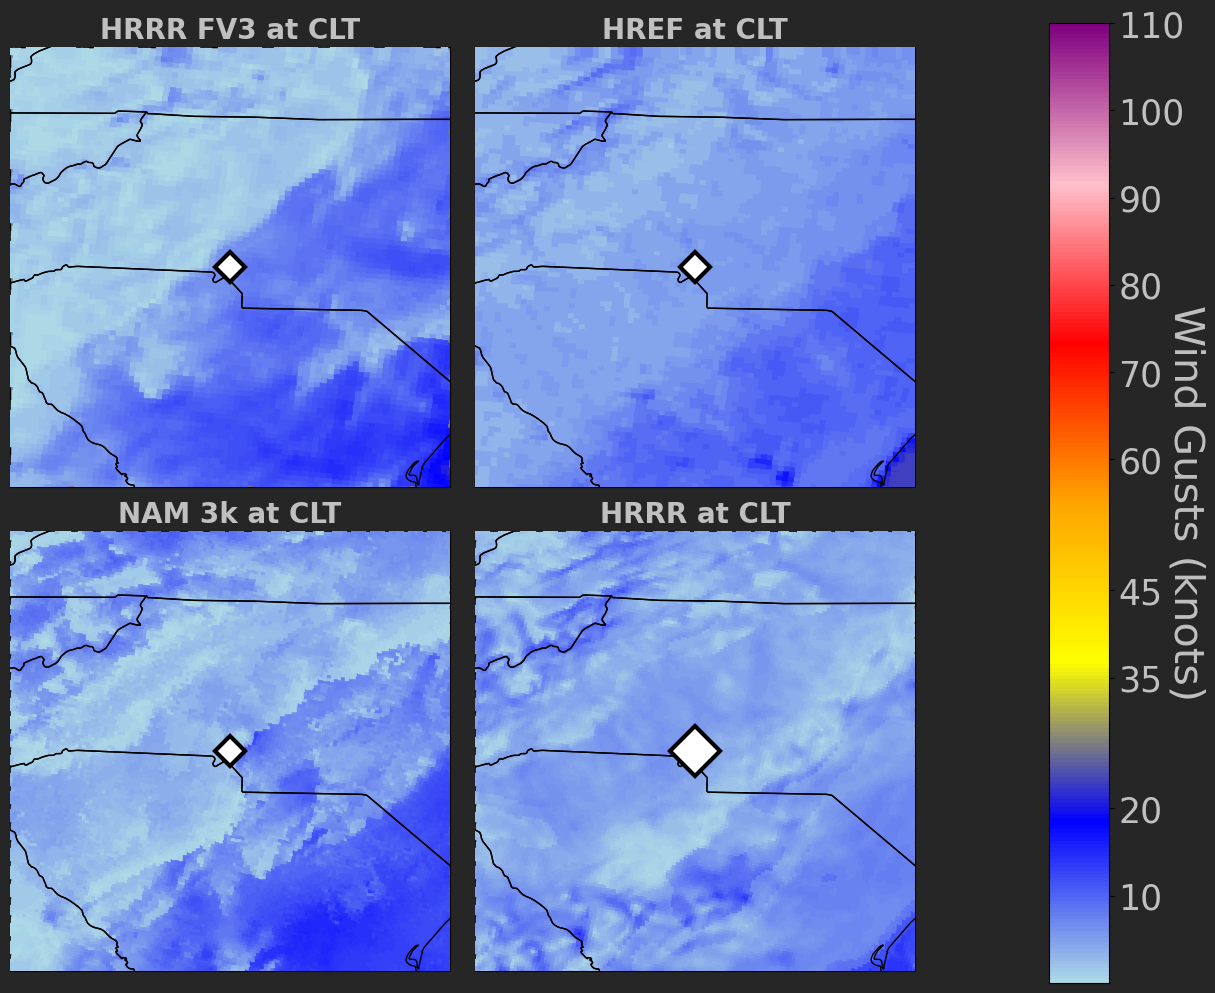 HRRR FV3 at CLT
HREF at CLT
NAM 3k at CLT
HRRR at CLT
110
100
90
80
70
60
45
35
20
10
Wind Gusts (knots)